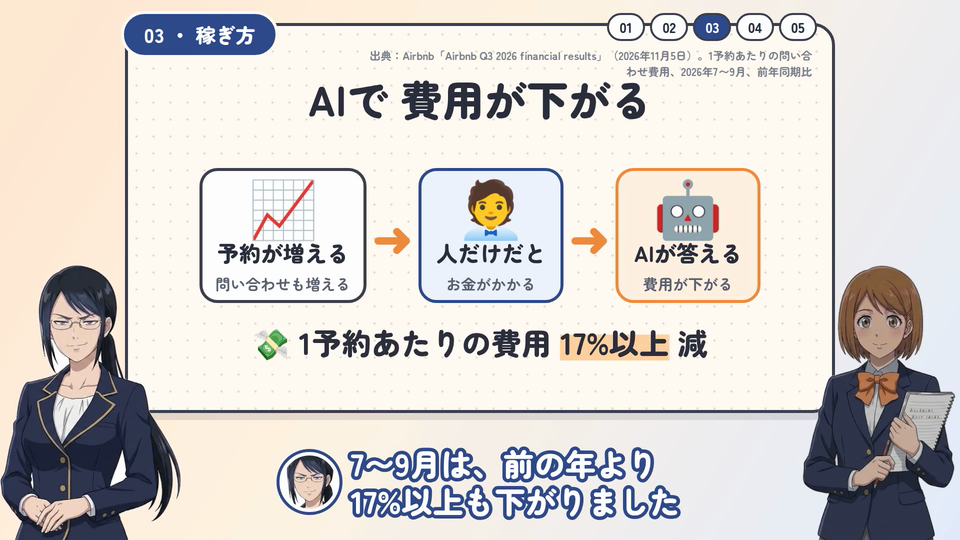 03 ・ 稼ぎ方
01 02 03 04 05
出典：Airbnb「Airbnb Q3 2026 financial results」（2026年11月5日）。1予約あたりの問い合
わせ費用、2026年7〜9月、前年同期比
AIで 費用が下がる
予約が増える
問い合わせも増える
人だけだと
お金がかかる
AIが答える
費用が下がる
1予約あたりの費用 17%以上 減
7〜9月は、前の年より
17%以上も下がりました